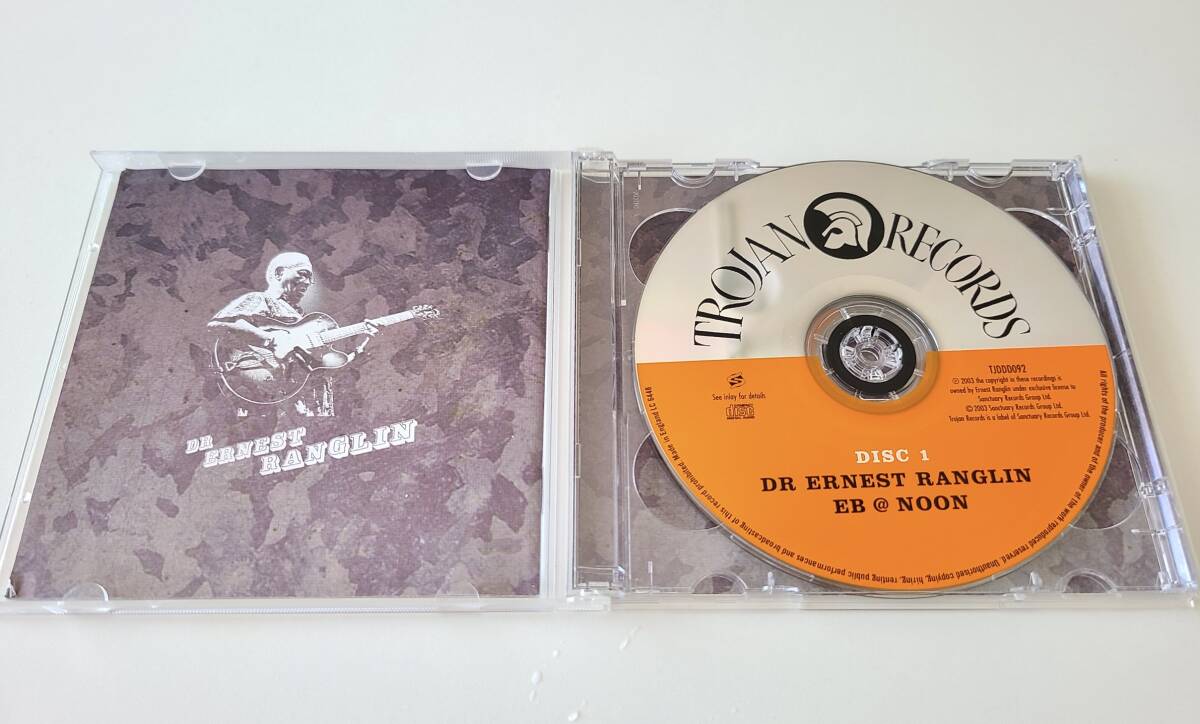 DR
ERNEST
RANGLIN
TROJAN RECORDS
TJDDD092
See inlay for details
℗ 2003 the copyright in these recordings is
owned by Ernest Ranglin under exclusive license to
Sanctuary Records Group Ltd.
© 2003 Sanctuary Records Group Ltd.
Trojan Records is a label of Sanctuary Records Group Ltd.
disc
DISC 1
DR ERNEST RANGLIN
EB @ NOON
All rights of the producer and of the owner of the work reproduced reserved. Unauthorised copying, hiring, renting public performances and broadcasting of this record prohibited. Made in England LC 6448